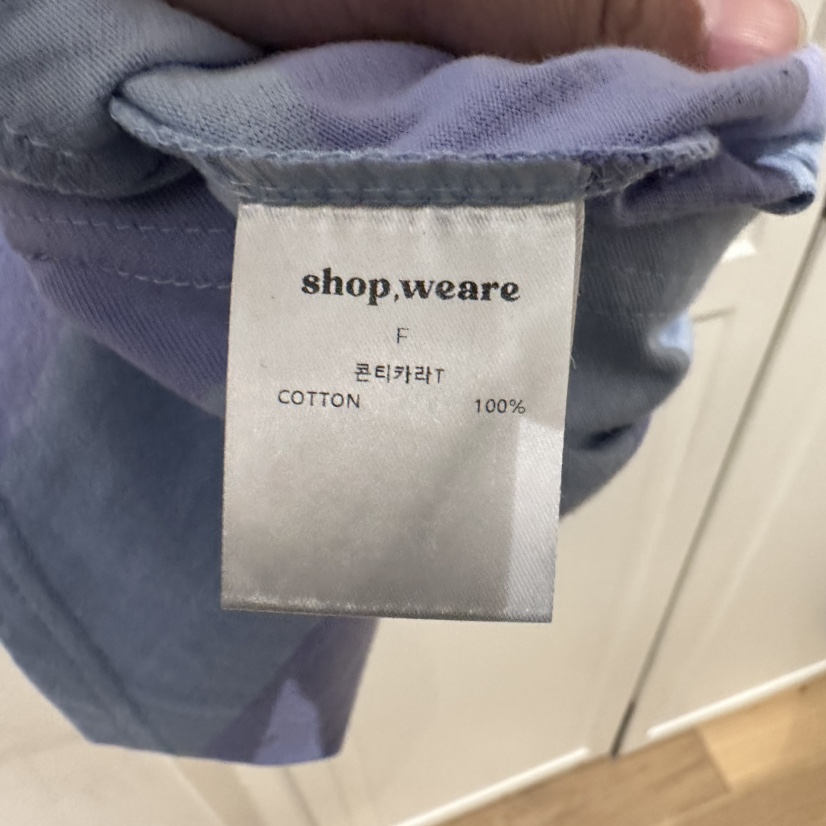 shop,weare
F
콘티카라T
COTTON 100%